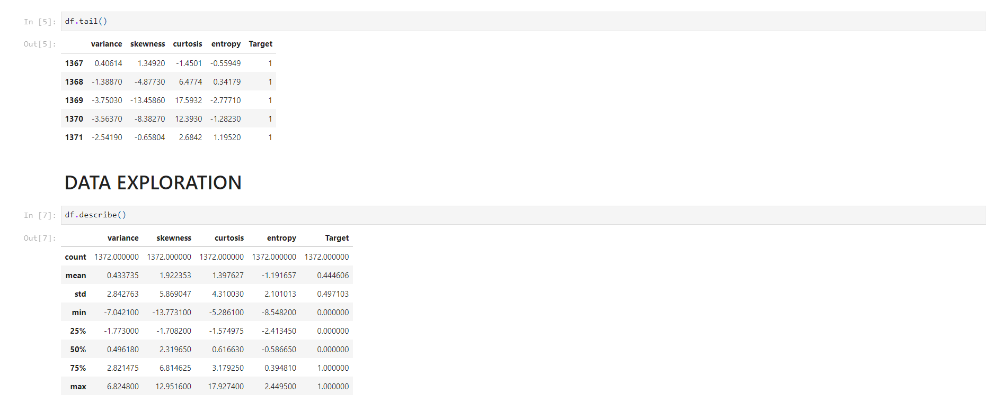 In [5]: df.tail()
Out[5]:
variance skewness curtosis entropy Target
1367 0.40614 1.34920 -1.4501 -0.55949 1
1368 -1.38870 -4.87730 6.4774 0.34179 1
1369 -3.75030 -13.45860 17.5932 -2.77710 1
1370 -3.56370 -8.38270 12.3930 -1.28230 1
1371 -2.54190 -0.65804 2.6842 1.19520 1
DATA EXPLORATION
In [7]: df.describe()
Out[7]:
variance skewness curtosis entropy Target
count 1372.000000 1372.000000 1372.000000 1372.000000 1372.000000
mean 0.433735 1.922353 1.397627 -1.191657 0.444606
std 2.842763 5.869047 4.310030 2.101013 0.497103
min -7.042100 -13.773100 -5.286100 -8.548200 0.000000
25% -1.773000 -1.708200 -1.574975 -2.413450 0.000000
50% 0.496180 2.319650 0.616630 -0.586650 0.000000
75% 2.821475 6.814625 3.179250 0.394810 1.000000
max 6.824800 12.951600 17.927400 2.449500 1.000000